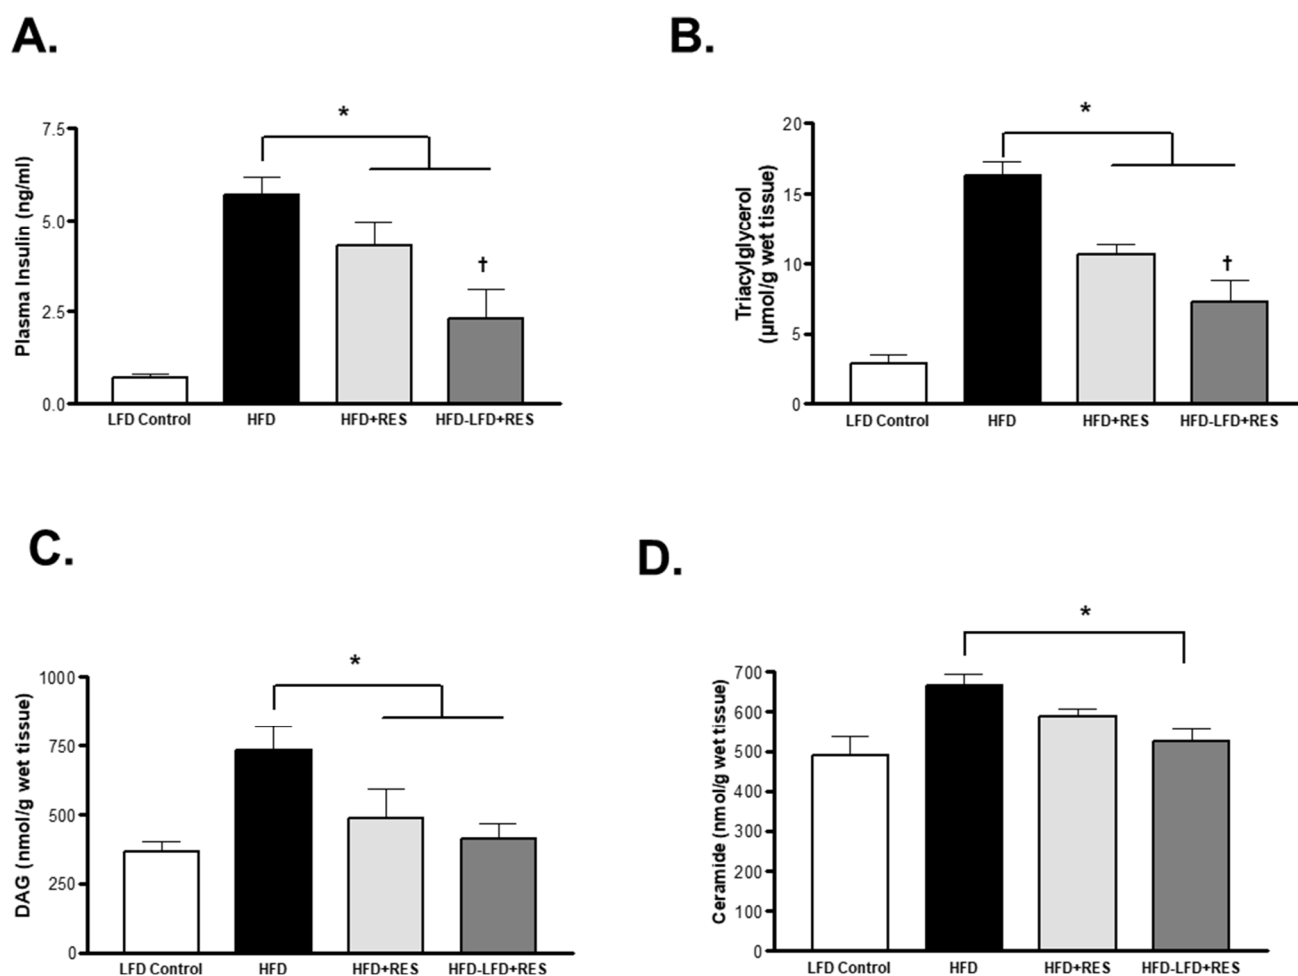 A.
Plasma Insulin (ng/ml)
7.5
5.0
2.5
0.0
*
†
LFD Control
HFD
HFD+RES
HFD-LFD+RES
B.
Triacylglycerol
(µmol/g wet tissue)
20
15
10
5
0
*
†
LFD Control
HFD
HFD+RES
HFD-LFD+RES
C.
DAG (nmol/g wet tissue)
1000
750
500
250
0
*
LFD Control
HFD
HFD+RES
HFD-LFD+RES
D.
Ceramide (nmol/g wet tissue)
700
600
500
400
300
200
100
0
*
LFD Control
HFD
HFD+RES
HFD-LFD+RES